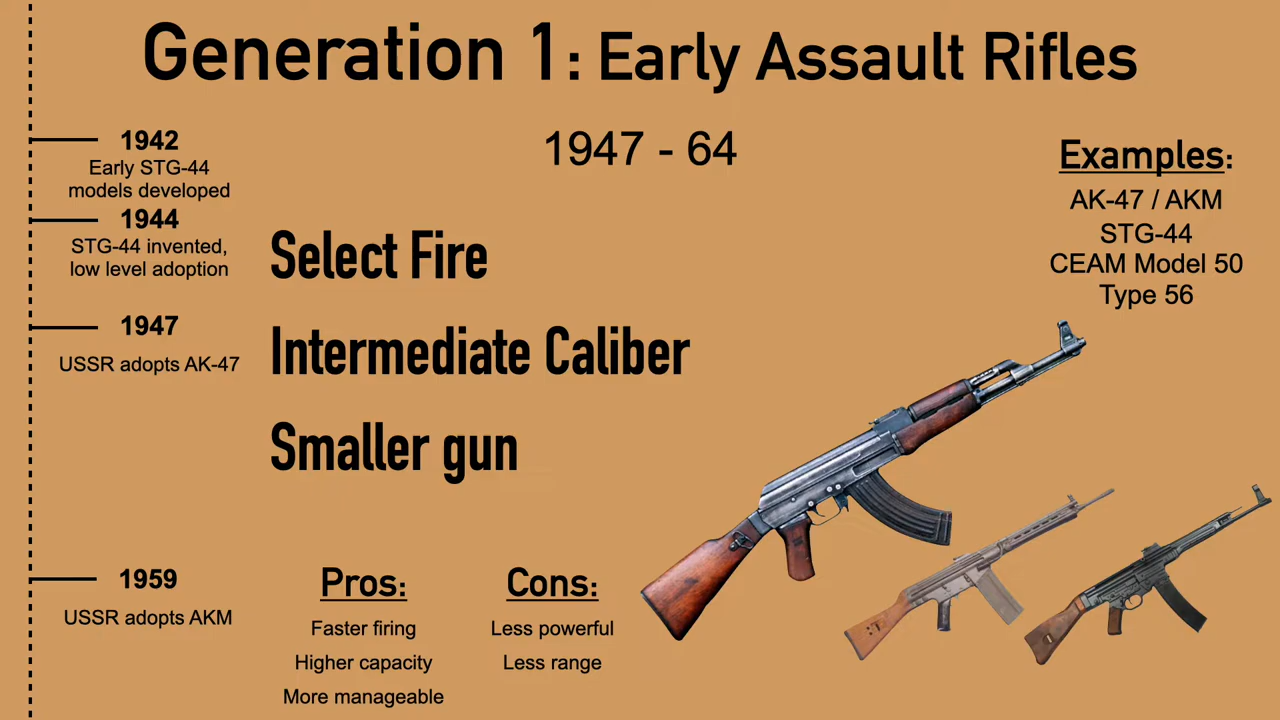 Generation 1: Early Assault Rifles
1947 - 64
1942
Early STG-44
models developed
1944
STG-44 invented,
low level adoption
1947
USSR adopts AK-47
1959
USSR adopts AKM
Select Fire
Intermediate Caliber
Smaller gun
Pros:
Faster firing
Higher capacity
More manageable
Cons:
Less powerful
Less range
Examples:
AK-47 / AKM
STG-44
CEAM Model 50
Type 56